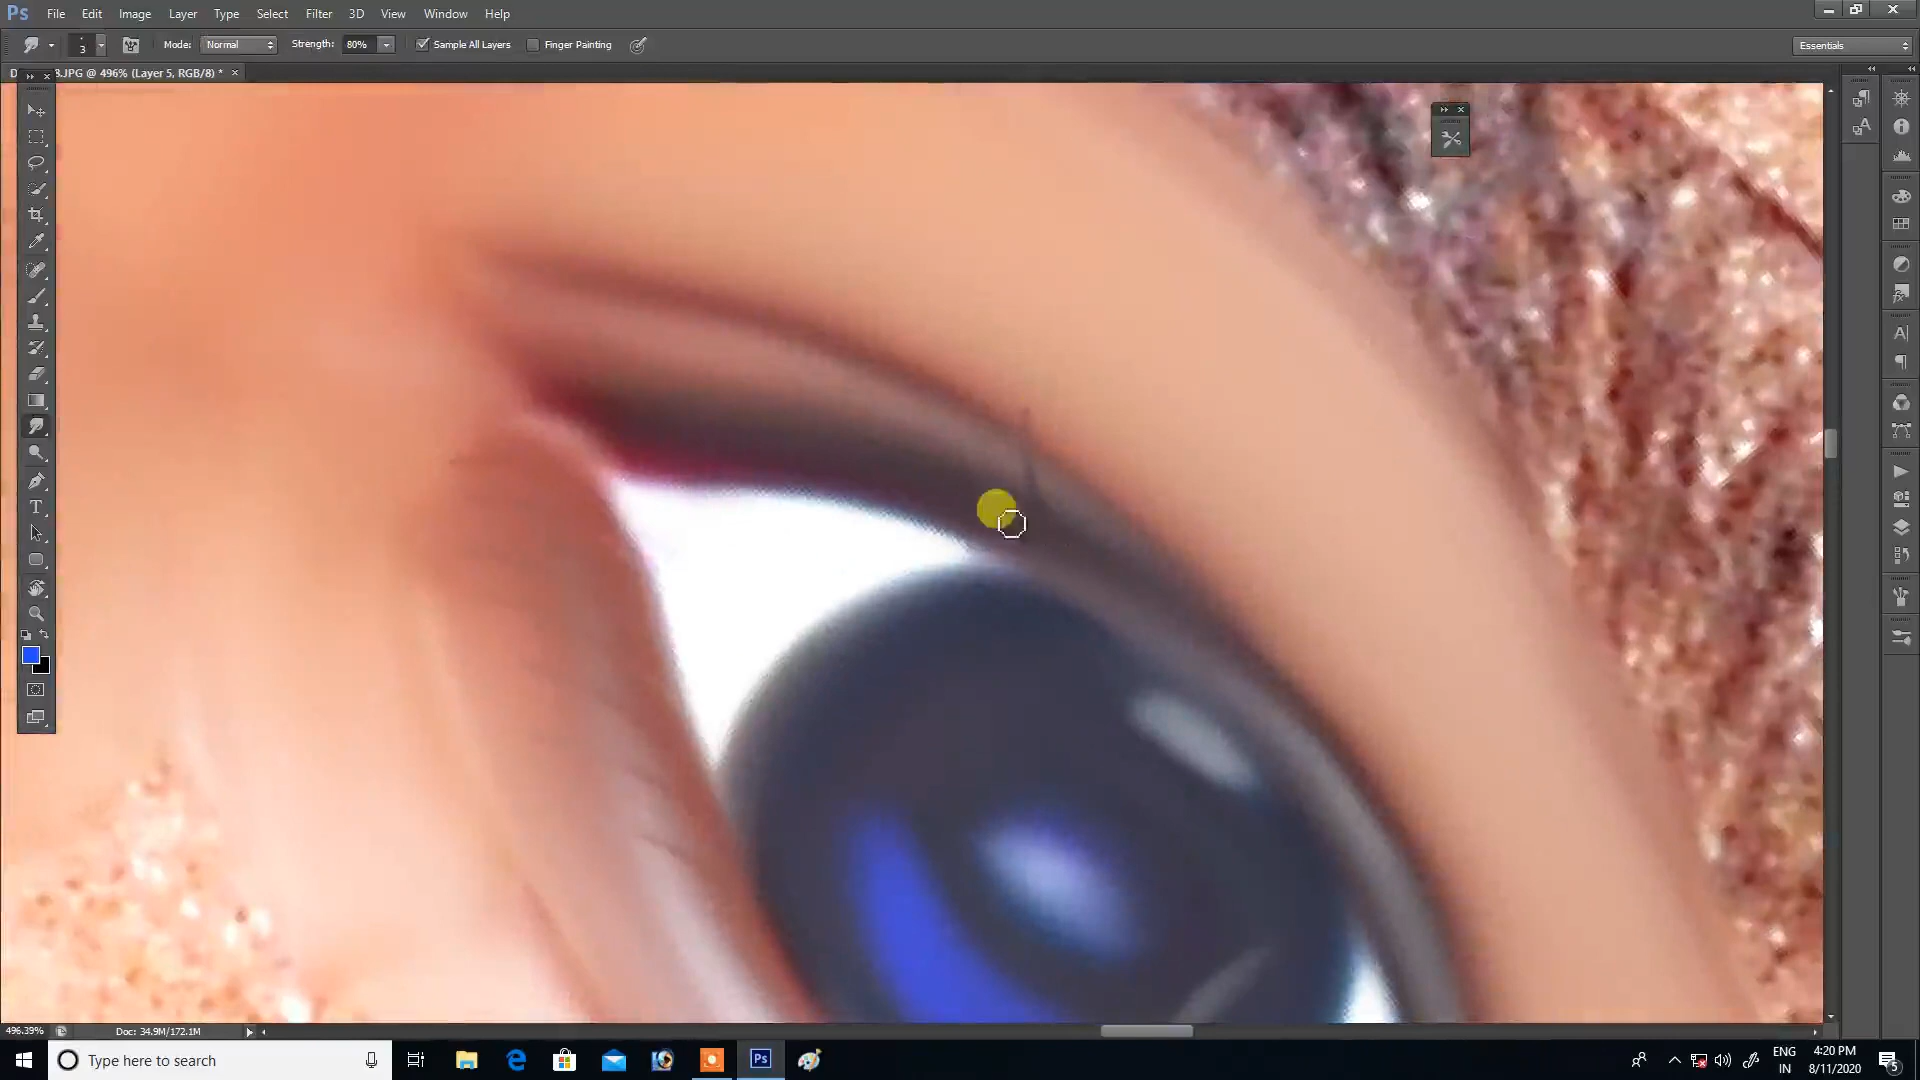 Ps File Edit Image Layer Type Select Filter 3D View Window Help
3 Mode: Normal Strength: 80% Sample All Layers Finger Painting Essentials
D 8.JPG @ 496% (Layer 5, RGB/8) * ×
496.39% Doc: 34.9M/172.1M
Type here to search
ENG
IN
4:20 PM
8/11/2020
5